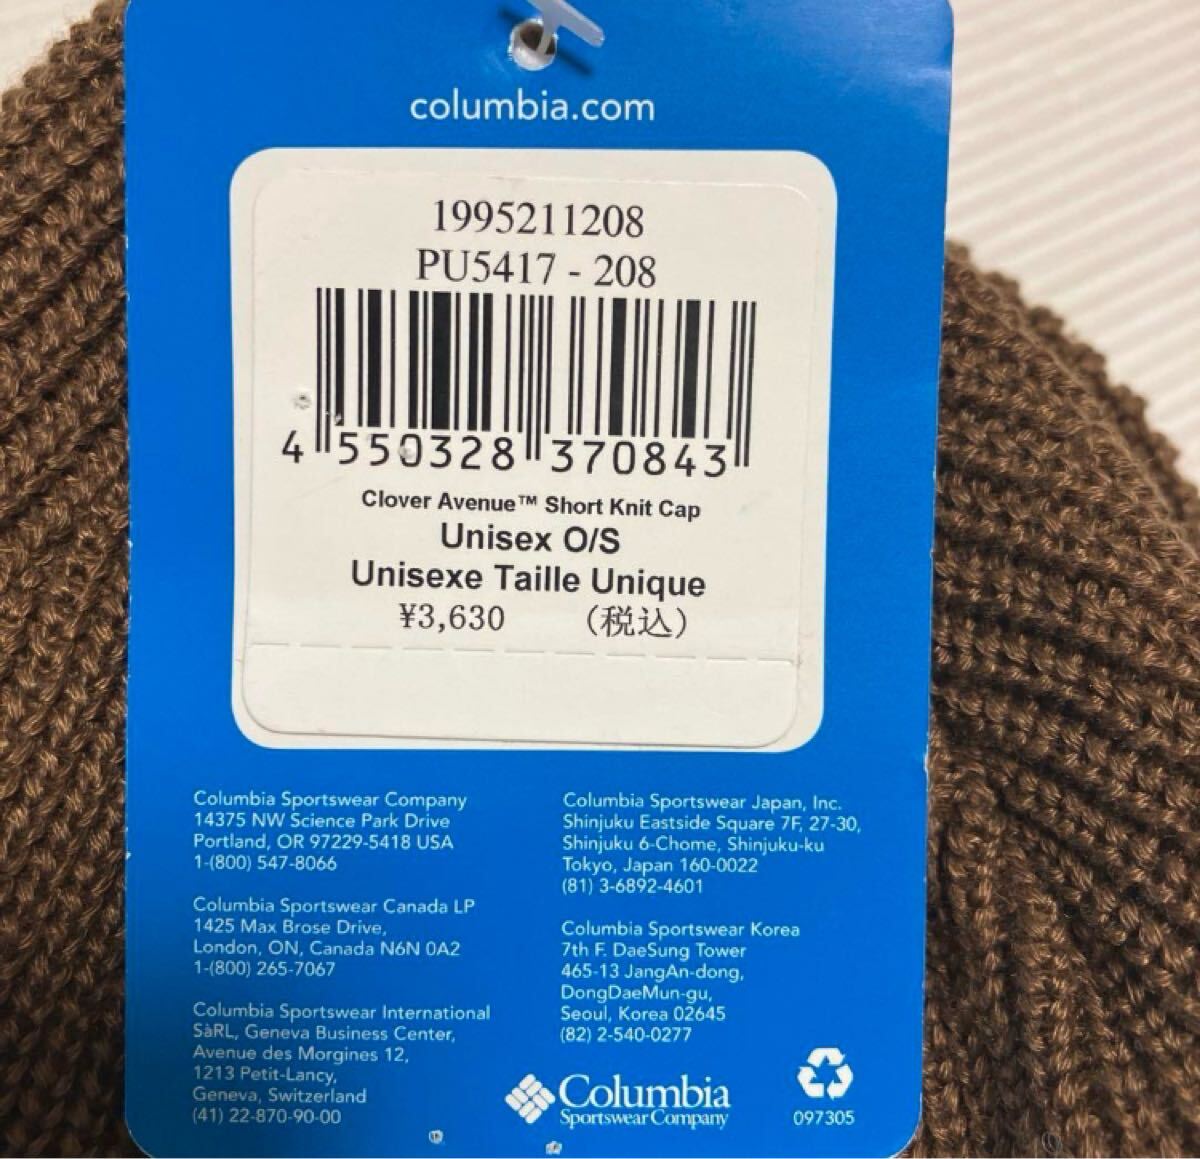 columbia.com
1995211208
PU5417 - 208
4 550328 370843
Clover Avenue™ Short Knit Cap
Unisex O/S
Unisexe Taille Unique
¥3,630 （税込）
Columbia Sportswear Company
14375 NW Science Park Drive
Portland, OR 97229-5418 USA
1-(800) 547-8066
Columbia Sportswear Canada LP
1425 Max Brose Drive,
London, ON, Canada N6N 0A2
1-(800) 265-7067
Columbia Sportswear International
SàRL, Geneva Business Center,
Avenue des Morgines 12,
1213 Petit-Lancy,
Geneva, Switzerland
(41) 22-870-90-00
Columbia Sportswear Japan, Inc.
Shinjuku Eastside Square 7F, 27-30,
Shinjuku 6-Chome, Shinjuku-ku
Tokyo, Japan 160-0022
(81) 3-6892-4601
Columbia Sportswear Korea
7th F. DaeSung Tower
465-13 JangAn-dong,
DongDaeMun-gu,
Seoul, Korea 02645
(82) 2-540-0277
Columbia
Sportswear Company
097305